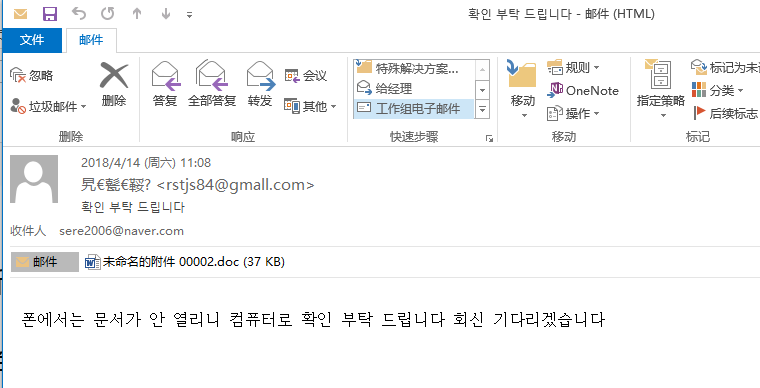 확인 부탁 드립니다 - 邮件 (HTML)
文件 邮件
忽略
垃圾邮件
删除
答复 全部答复 转发
会议
其他
特殊解决方案...
给经理
工作组电子邮件
移动
规则
OneNote
操作
指定策略
标记为未
分类
后续标志
删除 响应 快速步骤 移动 标记
2018/4/14 (周六) 11:08
<rstjs84@gmall.com>
확인 부탁 드립니다
收件人 sere2006@naver.com
邮件 未命名的附件 00002.doc (37 KB)
폰에서는 문서가 안 열리니 컴퓨터로 확인 부탁 드립니다 회신 기다리겠습니다